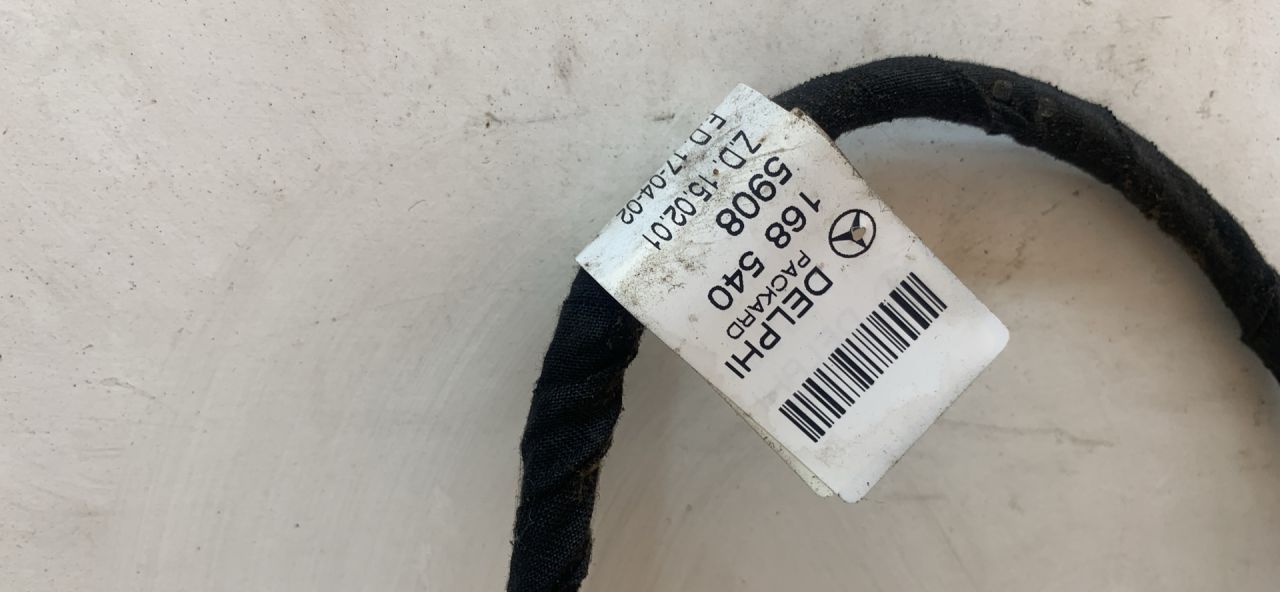 DELPHI
PACKARD
168 540
5908
Z.D. 15.02.01
F.D. 17-04-02